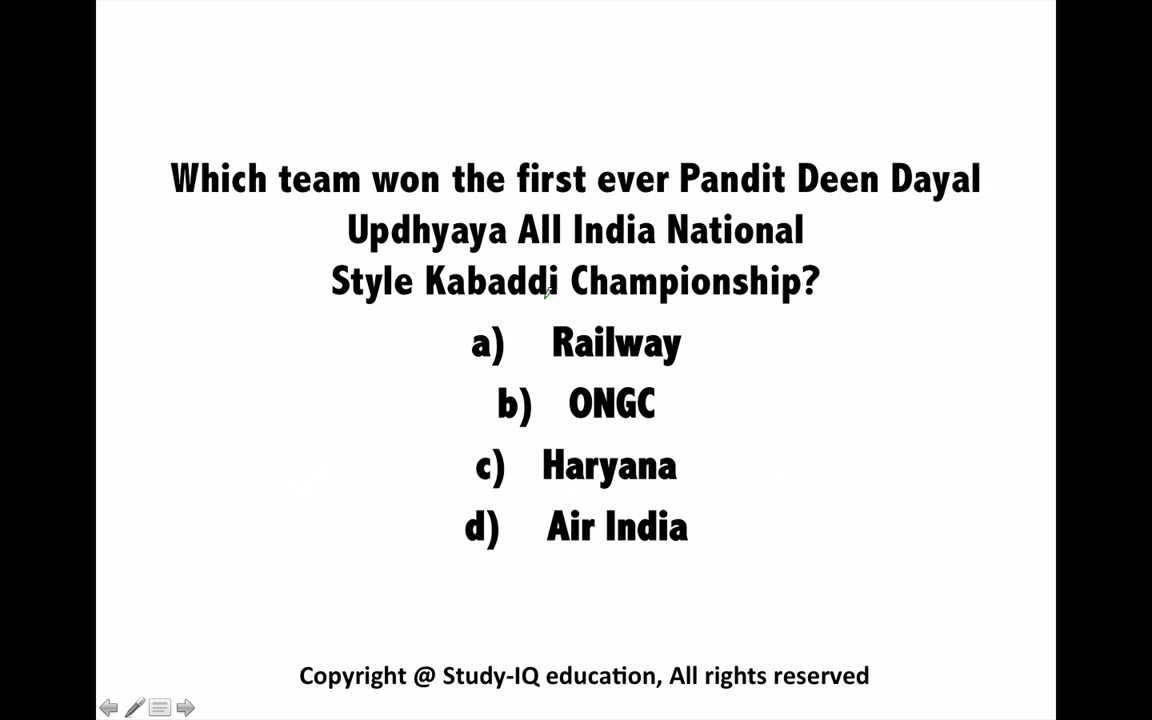 Which team won the first ever Pandit Deen Dayal
Updhyaya All India National
Style Kabaddi Championship?
a) Railway
b) ONGC
c) Haryana
d) Air India
Copyright @ Study-IQ education, All rights reserved